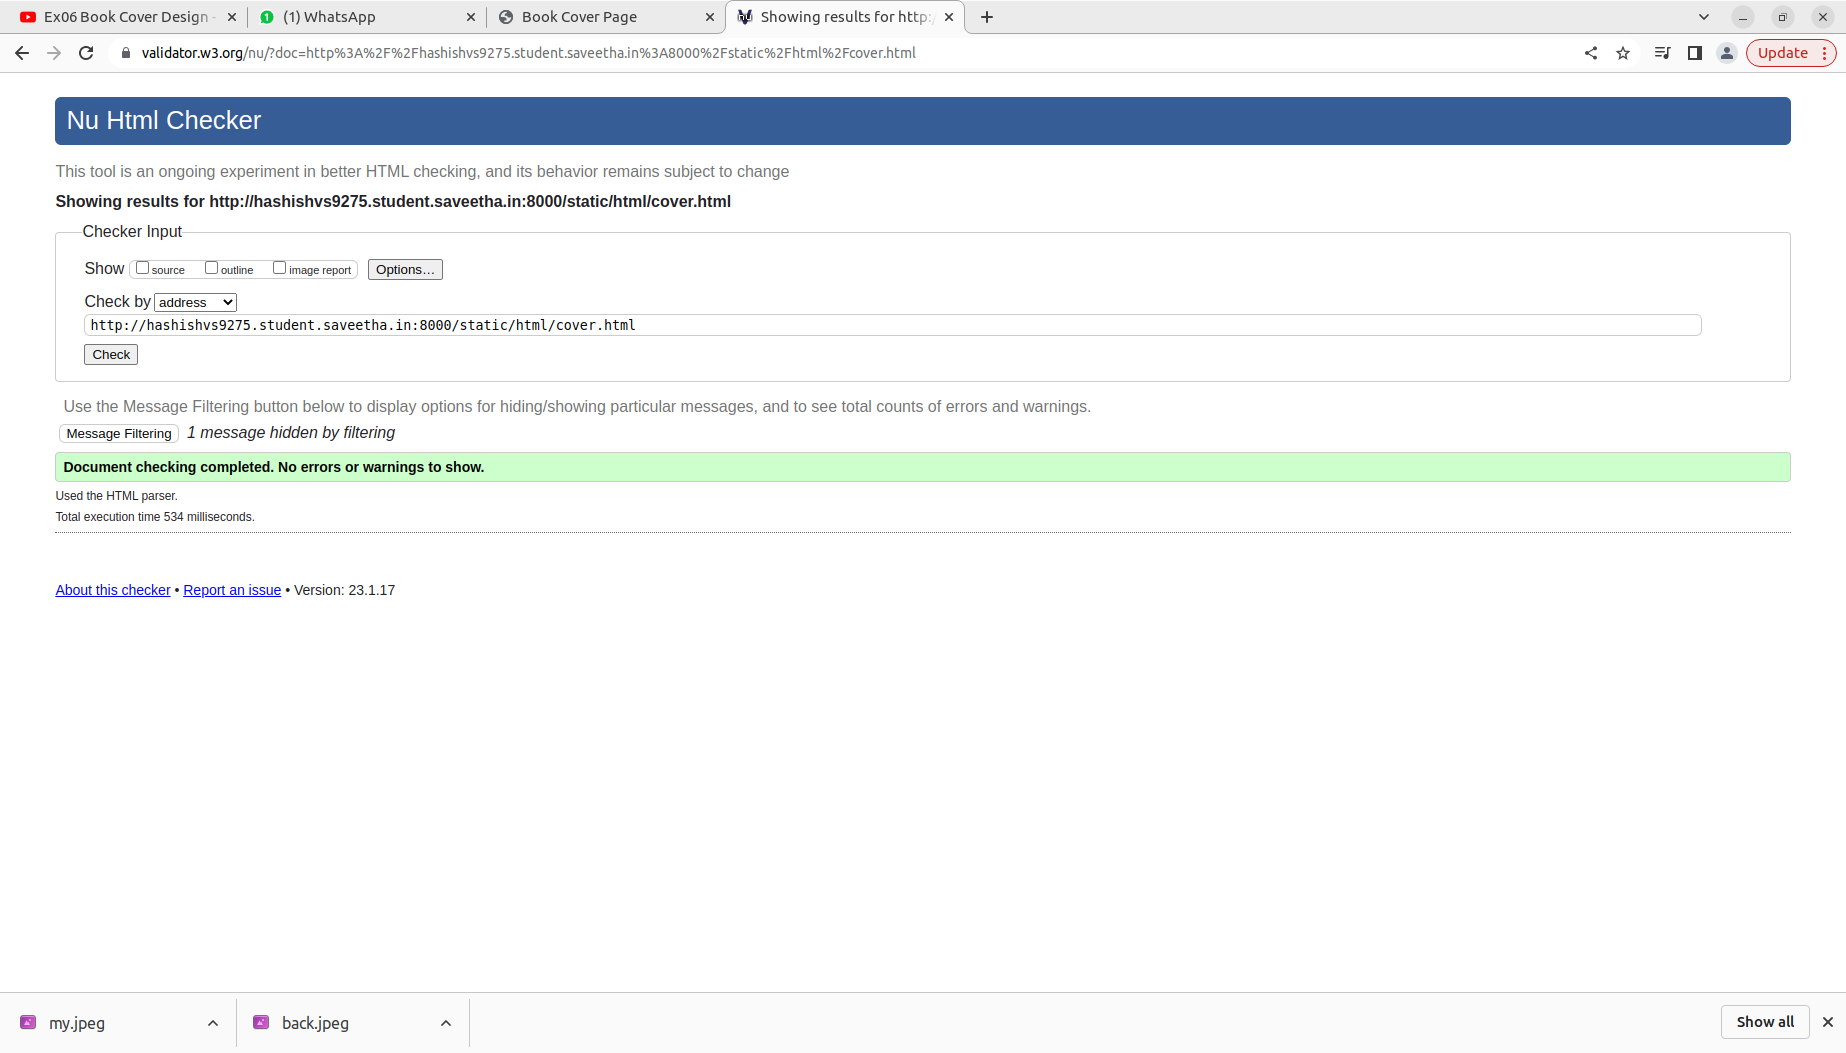 Ex06 Book Cover Design -
(1) WhatsApp
Book Cover Page
Showing results for http:/
validator.w3.org/nu/?doc=http%3A%2F%2Fhashishvs9275.student.saveetha.in%3A8000%2Fstatic%2Fhtml%2Fcover.html
Update
Nu Html Checker
This tool is an ongoing experiment in better HTML checking, and its behavior remains subject to change
Showing results for http://hashishvs9275.student.saveetha.in:8000/static/html/cover.html
Checker Input
Show source outline image report Options...
Check by address
http://hashishvs9275.student.saveetha.in:8000/static/html/cover.html
Check
Use the Message Filtering button below to display options for hiding/showing particular messages, and to see total counts of errors and warnings.
Message Filtering 1 message hidden by filtering
Document checking completed. No errors or warnings to show.
Used the HTML parser.
Total execution time 534 milliseconds.
About this checker • Report an issue • Version: 23.1.17
my.jpeg
back.jpeg
Show all